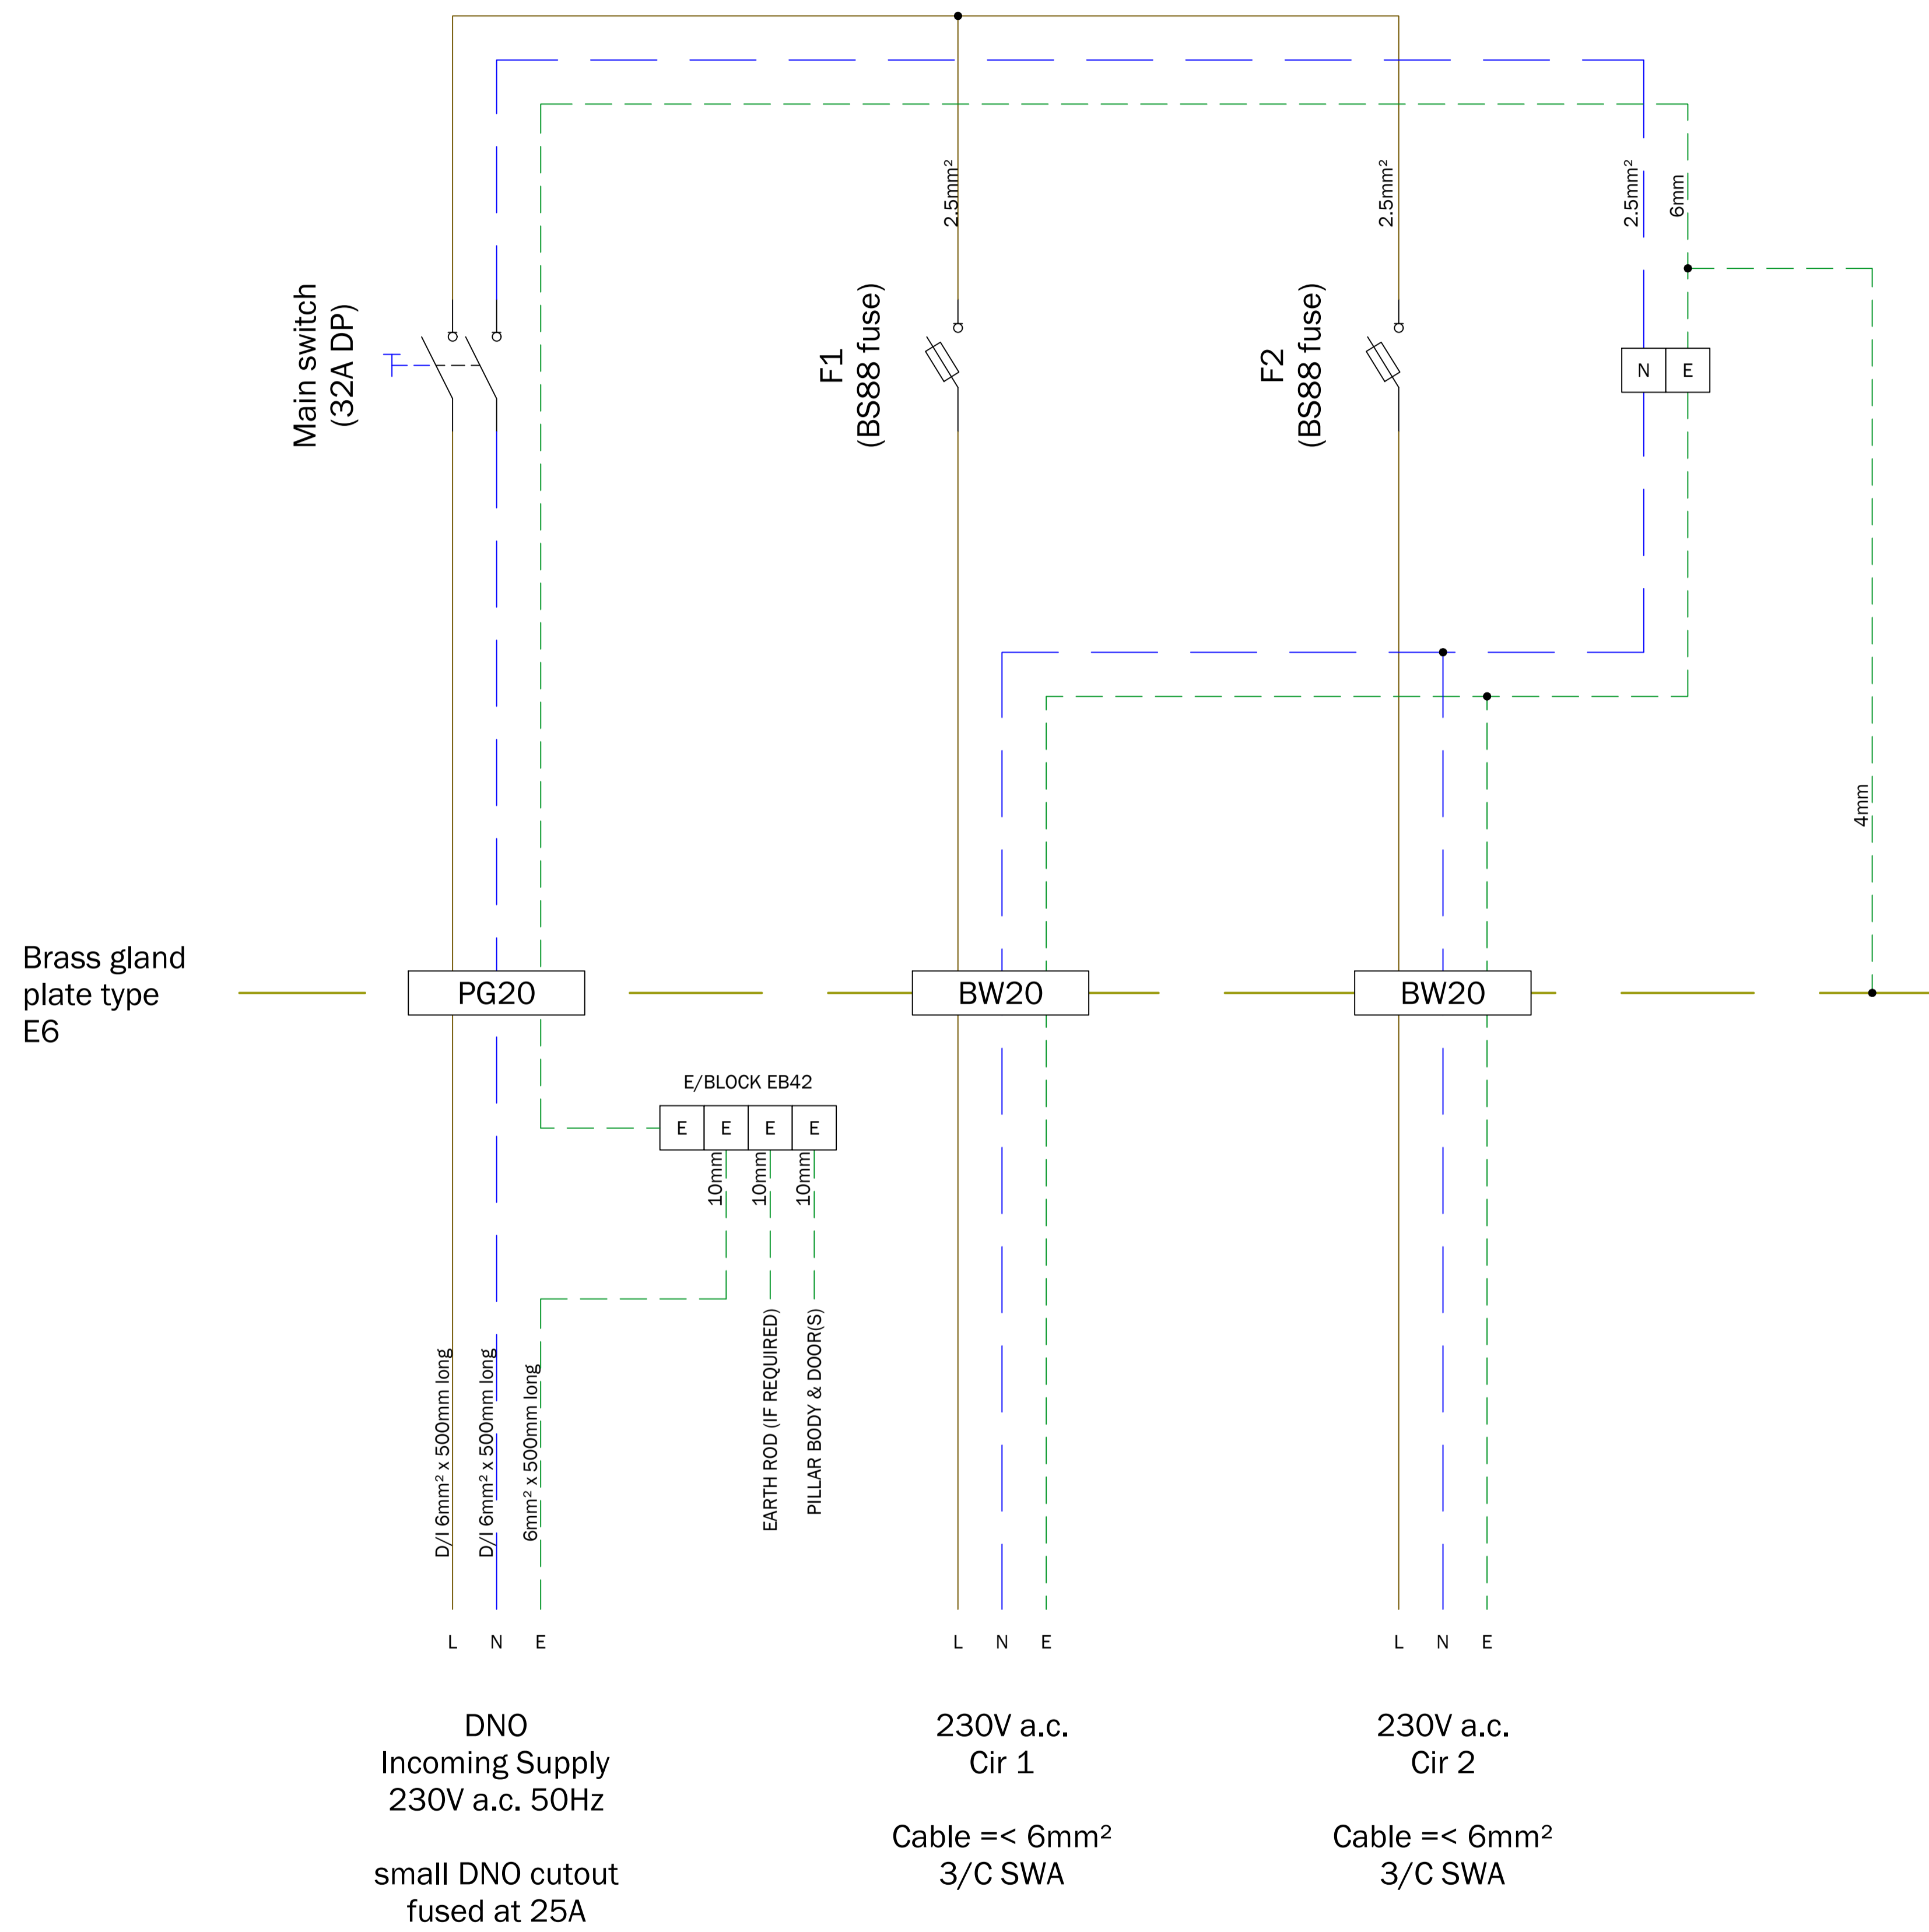 2.5mm²
2.5mm²
2.5mm²
6mm
Main switch
(32A DP)
F1
(BS88 fuse)
F2
(BS88 fuse)
N
E
4mm
Brass gland
plate type
E6
PG20
BW20
BW20
E/BLOCK EB42
E
E
E
E
10mm
10mm
10mm
EARTH ROD (IF REQUIRED)
PILLAR BODY & DOOR(S)
D/I 6mm² x 500mm long
D/I 6mm² x 500mm long
6mm² x 500mm long
L
N
E
L
N
E
L
N
E
DNO
Incoming Supply
230V a.c. 50Hz
small DNO cutout
fused at 25A
230V a.c.
Cir 1
Cable =< 6mm²
3/C SWA
230V a.c.
Cir 2
Cable =< 6mm²
3/C SWA